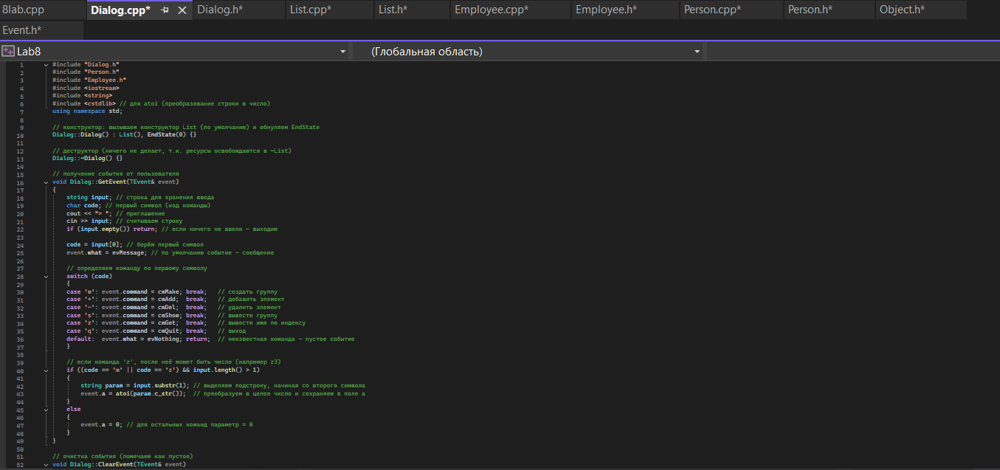 8lab.cpp Dialog.cpp* Dialog.h* List.cpp* List.h* Employee.cpp* Employee.h* Person.cpp* Person.h* Object.h*
Event.h*
Lab8 (Глобальная область)
1 #include "Dialog.h"
2 #include "Person.h"
3 #include "Employee.h"
4 #include <iostream>
5 #include <string>
6 #include <cstdlib> // для atoi (преобразование строки в число)
7 using namespace std;
8
9 // конструктор: вызываем конструктор List (по умолчанию) и обнуляем EndState
10 Dialog::Dialog() : List(), EndState(0) {}
11
12 // деструктор (ничего не делает, т.к. ресурсы освобождаются в ~List)
13 Dialog::~Dialog() {}
14
15 // получение события от пользователя
16 void Dialog::GetEvent(TEvent& event)
17 {
18 string input; // строка для хранения ввода
19 char code; // первый символ (код команды)
20 cout << "> "; // приглашение
21 cin >> input; // считываем строку
22 if (input.empty()) return; // если ничего не ввели – выходим
23
24 code = input[0]; // берём первый символ
25 event.what = evMessage; // по умолчанию событие – сообщение
26
27 // определяем команду по первому символу
28 switch (code)
29 {
30 case 'm': event.command = cmMake; break; // создать группу
31 case '+': event.command = cmAdd; break; // добавить элемент
32 case '-': event.command = cmDel; break; // удалить элемент
33 case 's': event.command = cmShow; break; // вывести группу
34 case 'z': event.command = cmGet; break; // вывести имя по индексу
35 case 'q': event.command = cmQuit; break; // выход
36 default: event.what = evNothing; return; // неизвестная команда – пустое событие
37 }
38
39 // если команда 'z', после неё может быть число (например z3)
40 if ((code == 'm' || code == 'z') && input.length() > 1)
41 {
42 string param = input.substr(1); // выделяем подстроку, начиная со второго символа
43 event.a = atoi(param.c_str()); // преобразуем в целое число и сохраняем в поле a
44 }
45 else
46 {
47 event.a = 0; // для остальных команд параметр = 0
48 }
49 }
50
51 // очистка события (помечаем как пустое)
52 void Dialog::ClearEvent(TEvent& event)